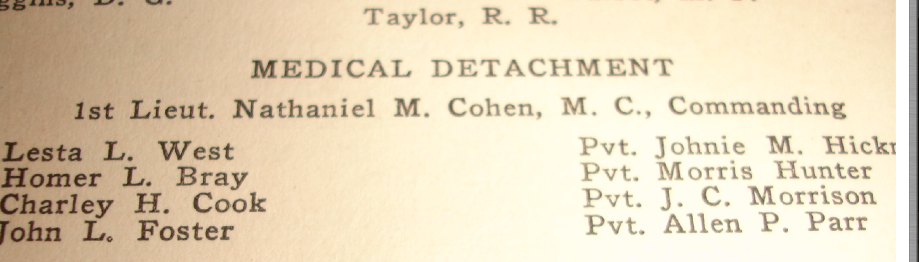 D. G.
Taylor, R. R.
MEDICAL DETACHMENT
1st Lieut. Nathaniel M. Cohen, M. C., Commanding
Lesta L. West Pvt. Johnie M.
Homer L. Bray Pvt. Morris Hunter
Charley H. Cook Pvt. J. C. Morrison
John L. Foster Pvt. Allen P. Parr